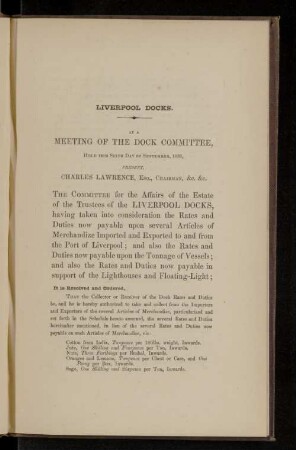 LIVERPOOL DOCKS.
AT A
MEETING OF THE DOCK COMMITTEE,
HELD THIS DAY OF SEPTEMBER,
PRESENT,
CHARLES LAWRENCE, ESQ., CHAIRMAN, &c. &c.
THE COMMITTEE for the Affairs of the Estate
of the Trustees of the LIVERPOOL DOCKS,
having taken into consideration the Rates and
Duties now payable upon several Articles of
Merchandize Imported and Exported to and from
the Port of Liverpool; and also the Rates and
Duties now payable upon the Tonnage of Vessels;
and also the Rates and Duties now payable in
support of the Lighthouses and Floating-Light;
It is Resolved and Ordered,
THAT the Collector or Receiver of the Dock Rates and Duties
be, and he is hereby authorised to take and collect from the Importers
and Exporters of the several Articles of Merchandize, particularized and
set forth in the Schedule hereto annexed, the several Rates and Duties
hereinafter mentioned, in lieu of the several Rates and Duties now
payable on such Articles of Merchandize, viz.
Cotton from India, Twopence per weight, Inwards.
Jute, One Shilling and per Ton, Inwards.
Nuts, Three Farthings per Bushel, Inwards.
Oranges and Lemons, Twopence per Chest or Case, and One
Penny per Box, Inwards.
Sago, One Shilling and Sixpence per Ton, Inwards.